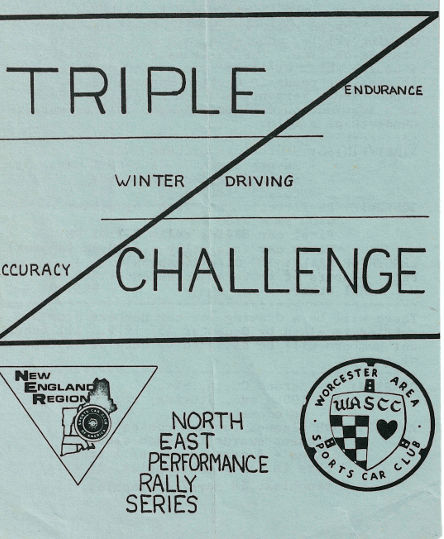 TRIPLE
ENDURANCE
WINTER DRIVING
CCURACY
CHALLENGE
NEW
ENGLAND
REGION
NORTH
EAST
PERFORMANCE
RALLY
SERIES
WORCESTER AREA
WASCC
SPORTS CAR CLUB